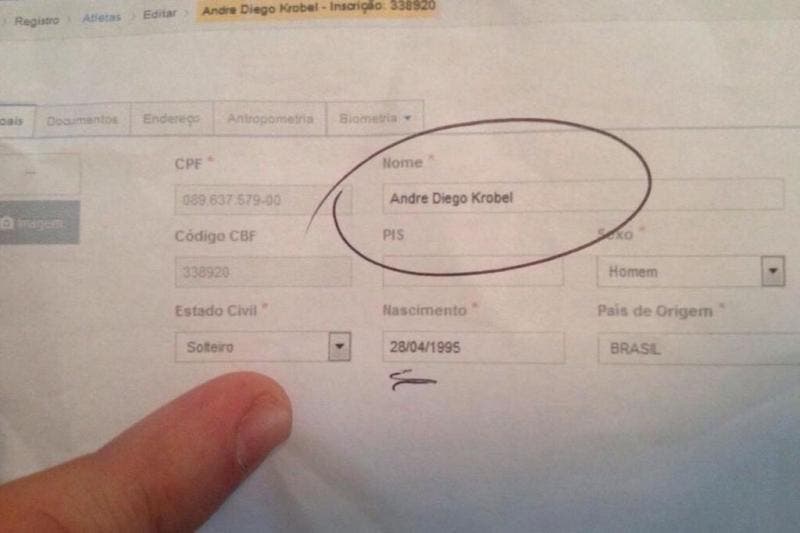 Registro > Atletas > Editar > Andre Diego Krobel - Inscrição: 338920
Documentos Endereço Antropometria Biometria
CPF * Nome *
089.637.579-00 Andre Diego Krobel
Código CBF PIS Sexo *
338920 Homem
Estado Civil * Nascimento * País de Origem *
Solteiro 28/04/1995 BRASIL